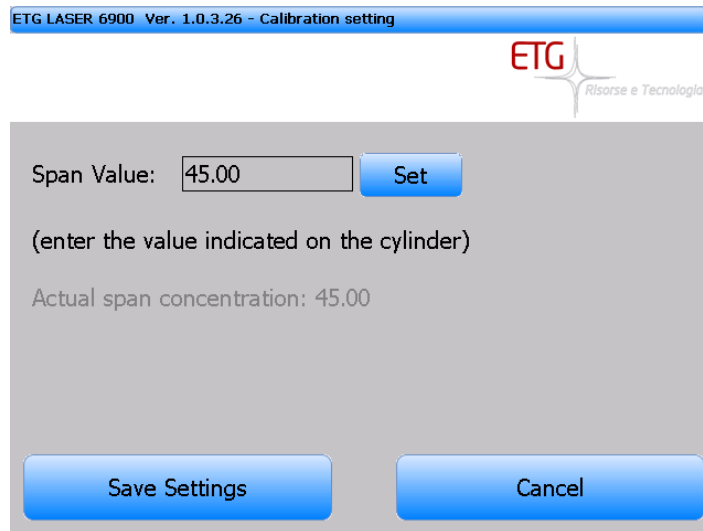 ETG LASER 6900 Ver. 1.0.3.26 - Calibration setting
ETG
Risorse e Tecnologia
Span Value: 45.00 Set
(enter the value indicated on the cylinder)
Actual span concentration: 45.00
Save Settings Cancel